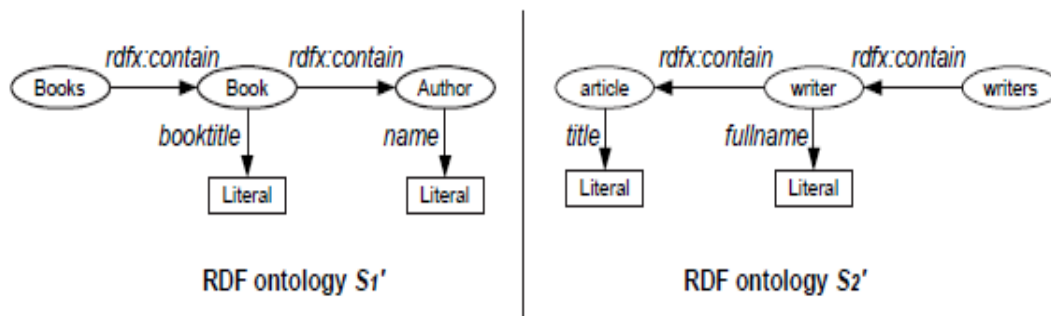 rdfx:contain rdfx:contain
Books Book Author
booktitle name
Literal Literal
RDF ontology S1'
rdfx:contain rdfx:contain
article writer writers
title fullname
Literal Literal
RDF ontology S2'